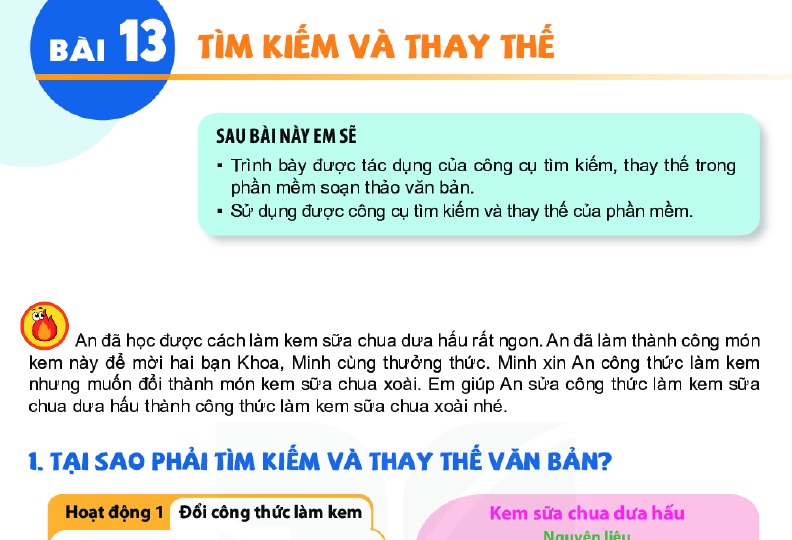 BÀI 13 TÌM KIẾM VÀ THAY THẾ
SAU BÀI NÀY EM SẼ
▪ Trình bày được tác dụng của công cụ tìm kiếm, thay thế trong
phần mềm soạn thảo văn bản.
▪ Sử dụng được công cụ tìm kiếm và thay thế của phần mềm.
An đã học được cách làm kem sữa chua dưa hấu rất ngon. An đã làm thành công món
kem này để mời hai bạn Khoa, Minh cùng thưởng thức. Minh xin An công thức làm kem
nhưng muốn đổi thành món kem sữa chua xoài. Em giúp An sửa công thức làm kem sữa
chua dưa hấu thành công thức làm kem sữa chua xoài nhé.
1. TẠI SAO PHẢI TÌM KIẾM VÀ THAY THẾ VĂN BẢN?
Hoạt động 1 Đổi công thức làm kem
Kem sữa chua dưa hấu
Nguyên liệu